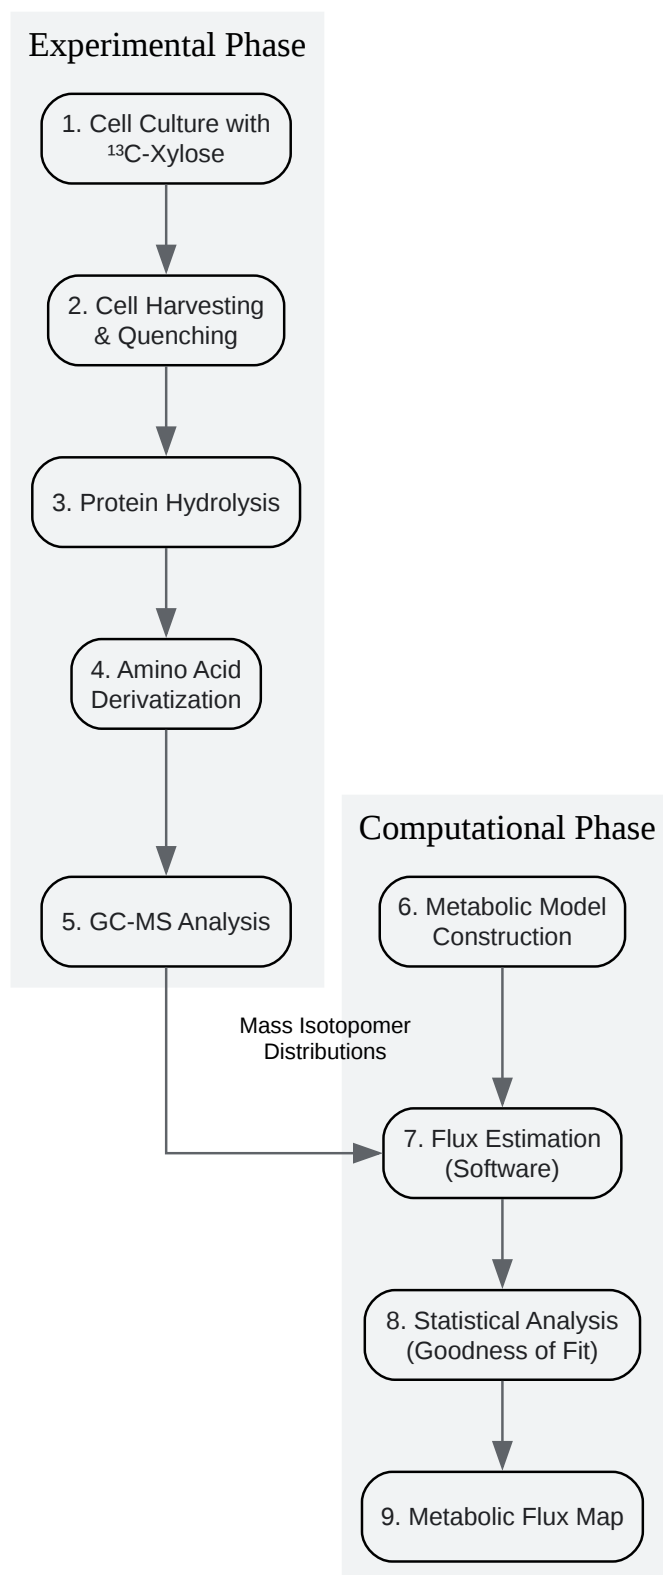 Experimental Phase
1. Cell Culture with
¹³C-Xylose
2. Cell Harvesting
& Quenching
3. Protein Hydrolysis
4. Amino Acid
Derivatization
5. GC-MS Analysis
Mass Isotopomer
Distributions
Computational Phase
6. Metabolic Model
Construction
7. Flux Estimation
(Software)
8. Statistical Analysis
(Goodness of Fit)
9. Metabolic Flux Map